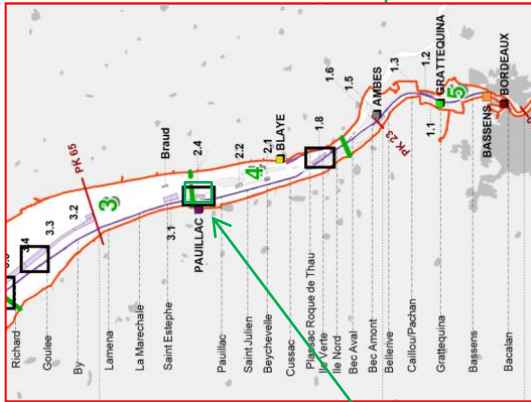 Richard
Goulee
By
Lamena
La Marechale
Saint Estephe
Pauillac
Saint Julien
Beychevelle
Cussac
Plassac Roque de Thau
Ile Verte
Ile Nord
Bec Aval
Bec Amont
Bellerive
Caillou/Pachan
Grattequina
Bassens
Bacalan
3.4
3.3
3.2
PK 65
3
3.1
PAUILLAC
Braud
2.4
2.2
2.1
4
BLAYE
1.8
1.6
1.5
AMBES
PK 23
1.3
1.2
1.1
GRATTEQUINA
5
BASSENS
BORDEAUX